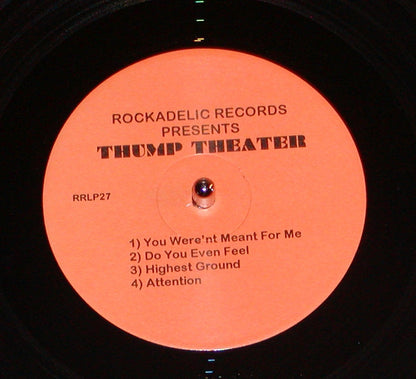 ROCKADELIC RECORDS
PRESENTS
THUMP THEATER
RRLP27
1) You Were'nt Meant For Me
2) Do You Even Feel
3) Highest Ground
4) Attention